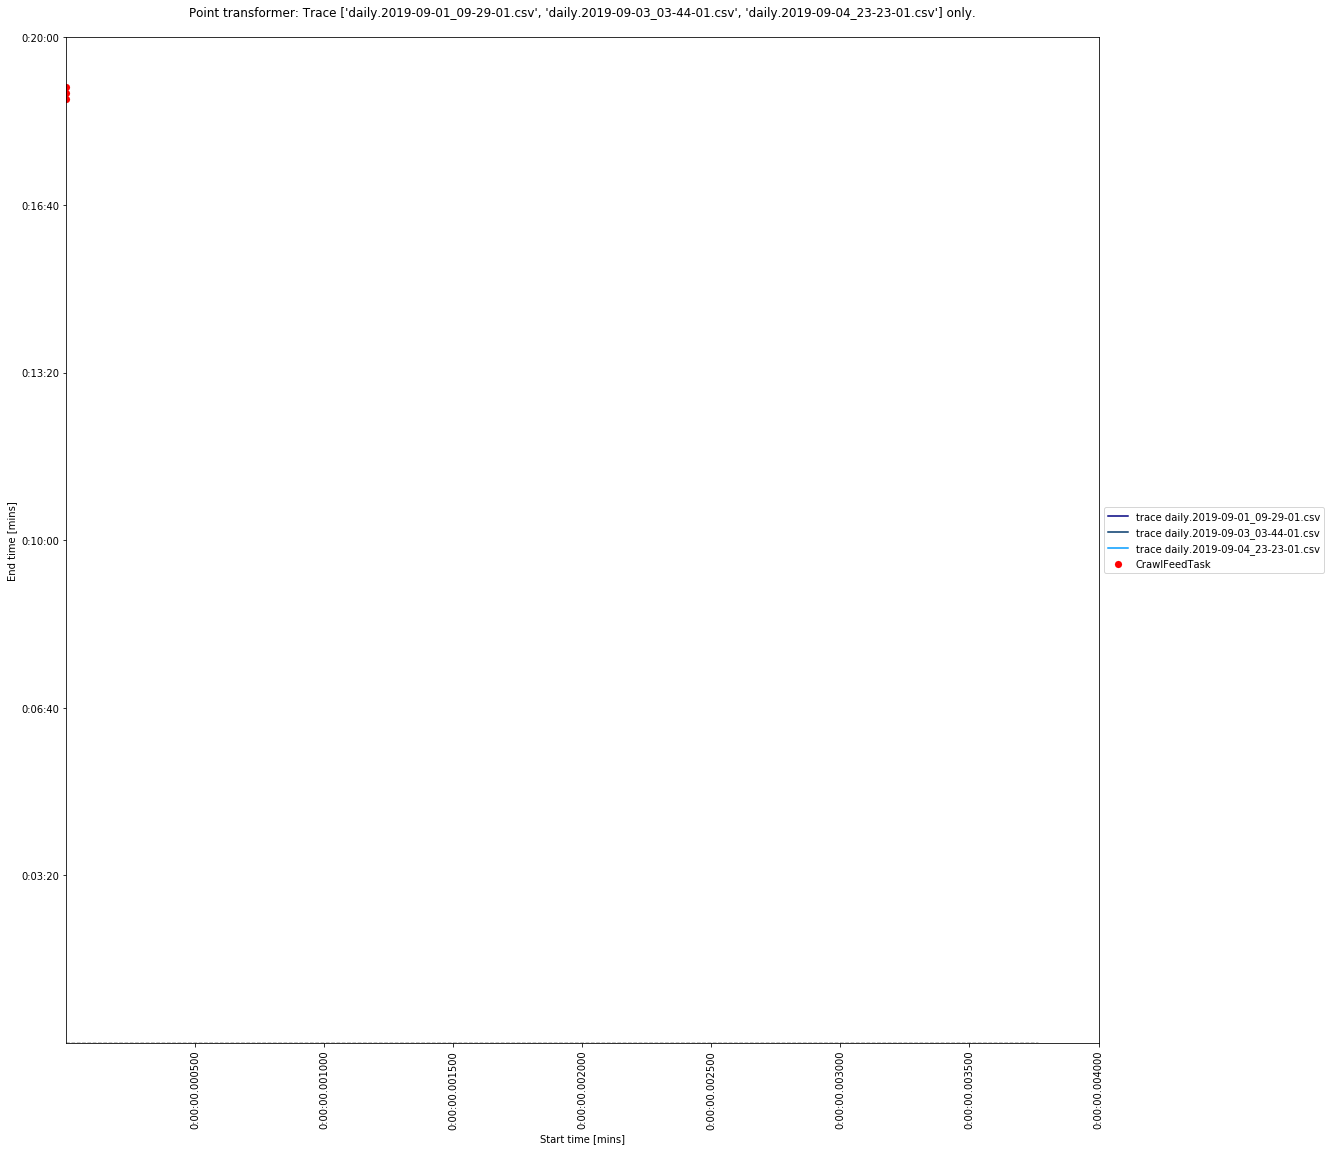 Point transformer: Trace ['daily.2019-09-01_09-29-01.csv', 'daily.2019-09-03_03-44-01.csv', 'daily.2019-09-04_23-23-01.csv'] only.
0:20:00
0:16:40
0:13:20
0:10:00
0:06:40
0:03:20
End time [mins]
trace daily.2019-09-01_09-29-01.csv
trace daily.2019-09-03_03-44-01.csv
trace daily.2019-09-04_23-23-01.csv
CrawlFeedTask
0:00:00.000500
0:00:00.001000
0:00:00.001500
0:00:00.002000
0:00:00.002500
0:00:00.003000
0:00:00.003500
0:00:00.004000
Start time [mins]